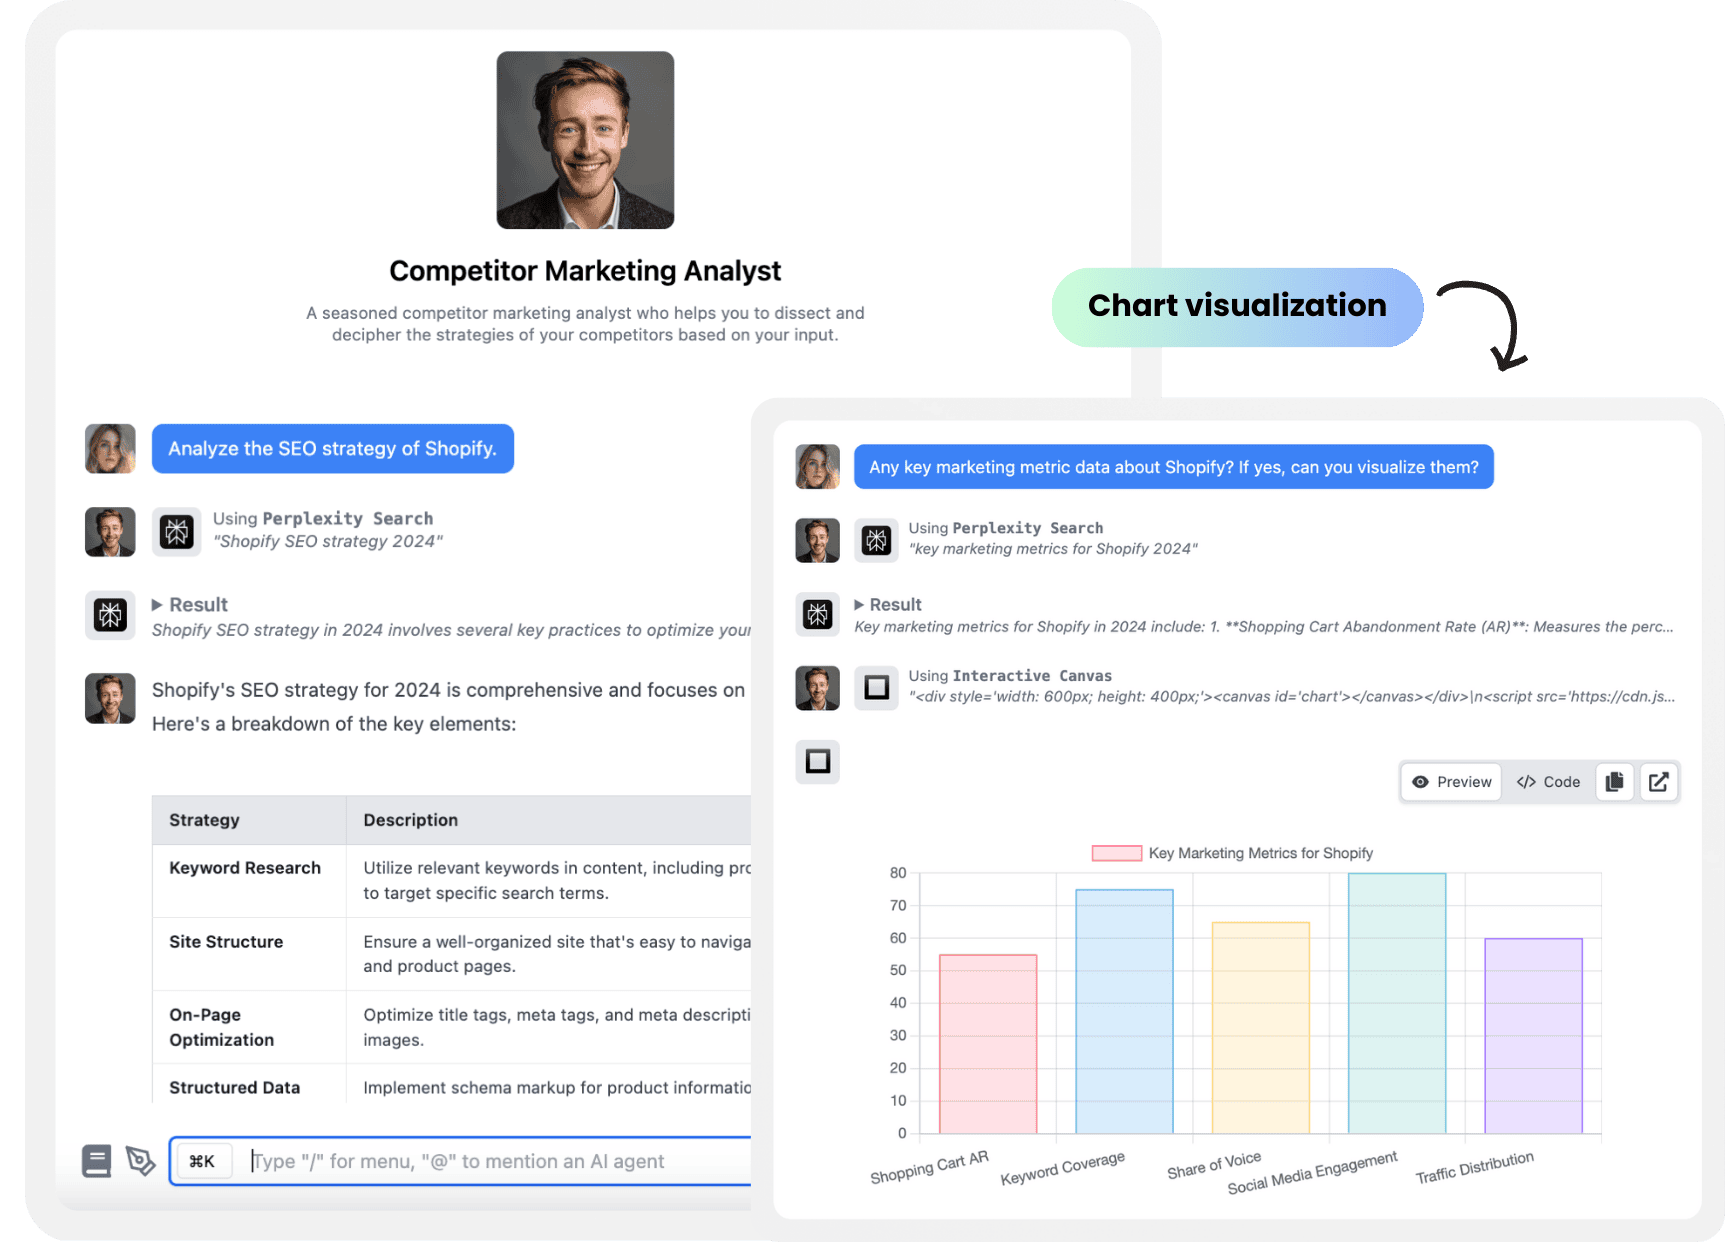 Competitor Marketing Analyst
A seasoned competitor marketing analyst who helps you to dissect and
decipher the strategies of your competitors based on your input.
Chart visualization
Analyze the SEO strategy of Shopify.
Using Perplexity Search
"Shopify SEO strategy 2024"
Result
Shopify SEO strategy in 2024 involves several key practices to optimize your
Shopify's SEO strategy for 2024 is comprehensive and focuses on
Here's a breakdown of the key elements:
Strategy Description
Keyword Research Utilize relevant keywords in content, including
to target specific search terms.
Site Structure Ensure a well-organized site that's easy to
and product pages.
On-Page Optimize title tags, meta tags, and meta
Optimization images.
Structured Data Implement schema markup for product
⌘K Type "/" for menu, "@" to mention an AI agent
Any key marketing metric data about Shopify? If yes, can you visualize them?
Using Perplexity Search
"key marketing metrics for Shopify 2024"
Result
Key marketing metrics for Shopify in 2024 include: 1. **Shopping Cart Abandonment Rate (AR)**: Measures the perc...
Using Interactive Canvas
"<div style='width: 600px; height: 400px;'><canvas id='chart'></canvas></div>\n<script src='https://cdn.js...
Preview </> Code
Key Marketing Metrics for Shopify
80
70
60
50
40
30
20
10
0
Shopping Cart AR
Keyword Coverage
Share of Voice
Social Media Engagement
Traffic Distribution